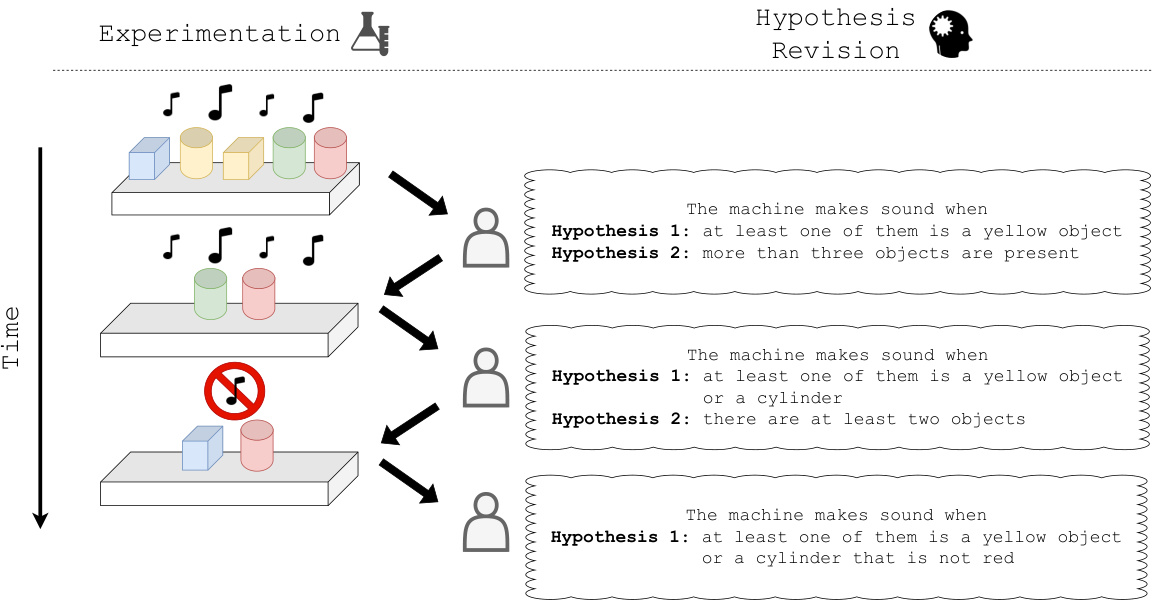 Experimentation
Hypothesis
Revision
Time
The machine makes sound when
Hypothesis 1: at least one of them is a yellow object
Hypothesis 2: more than three objects are present
The machine makes sound when
Hypothesis 1: at least one of them is a yellow object
or a cylinder
Hypothesis 2: there are at least two objects
The machine makes sound when
Hypothesis 1: at least one of them is a yellow object
or a cylinder that is not red